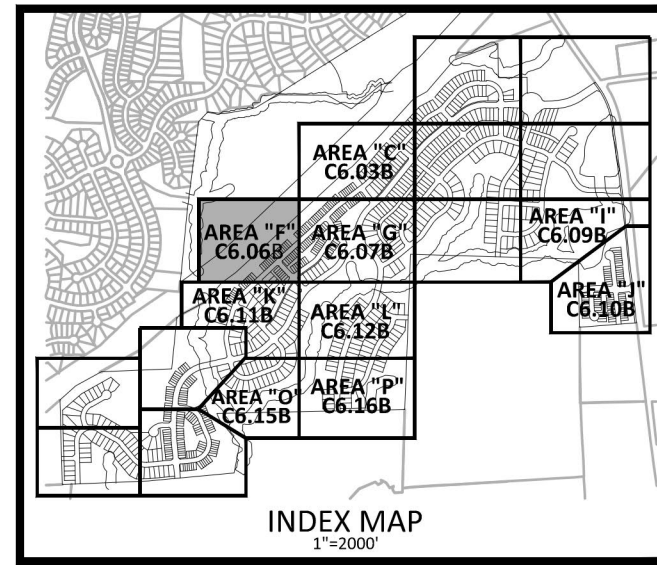 AREA "C"
C6.03B
AREA "F"
C6.06B
AREA "G"
C6.07B
AREA "I"
C6.09B
AREA "K"
C6.11B
AREA "L"
C6.12B
AREA "J"
C6.10B
AREA "O"
C6.15B
AREA "P"
C6.16B
INDEX MAP
1"=2000'